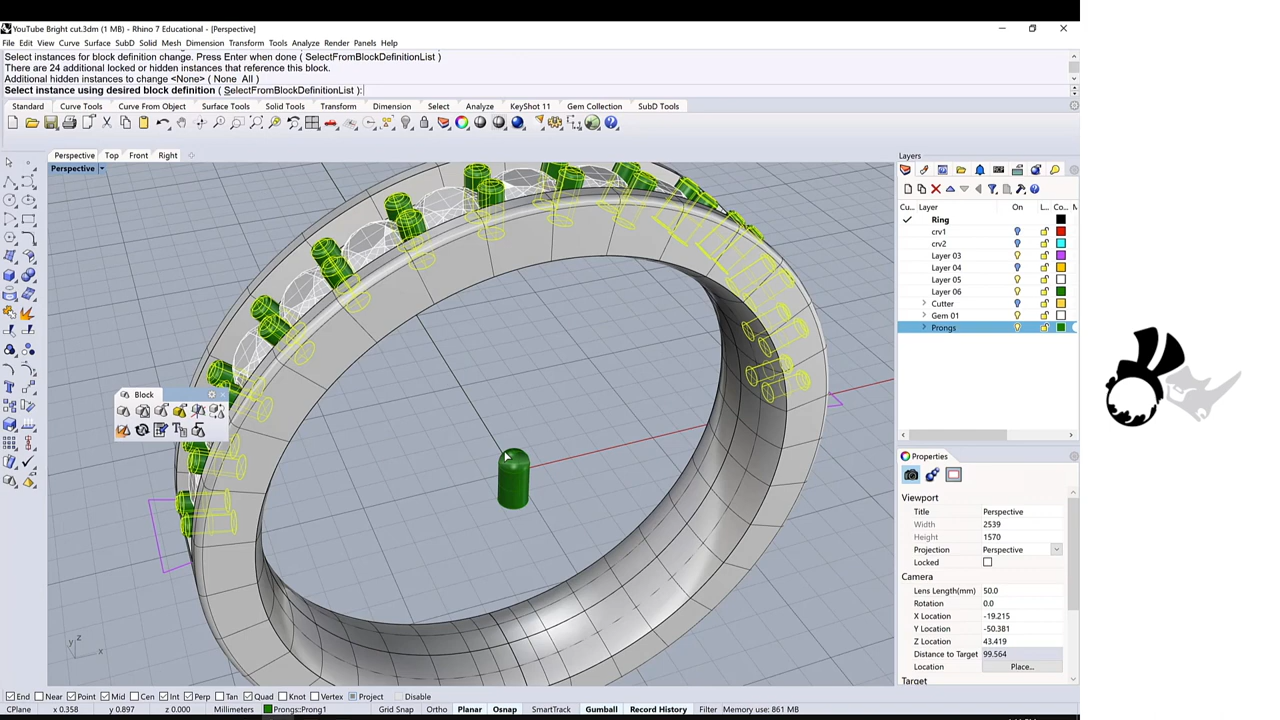 YouTube Bright cut.3dm (1 MB) - Rhino 7 Educational - [Perspective]
File Edit View Curve Surface SubD Solid Mesh Dimension Transform Tools Analyze Render Panels Help
Select instances for block definition change. Press Enter when done ( SelectFromBlockDefinitionList )
There are 24 additional locked or hidden instances that reference this block.
Additional hidden instances to change <None> ( None All )
Select instance using desired block definition ( SelectFromBlockDefinitionList ):
Standard Curve Tools Curve From Object Surface Tools Solid Tools Transform Dimension Select Analyze KeyShot 11 Gem Collection SubD Tools
Perspective Top Front Right
Perspective
Block
Layers
Cu... Layer On L... Co... M
Ring
crv1
crv2
Layer 03
Layer 04
Layer 05
Layer 06
Cutter
Gem 01
Prongs
Properties
Viewport
Title Perspective
Width 2539
Height 1570
Projection Perspective
Locked
Camera
Lens Length(mm) 50.0
Rotation 0.0
X Location -19.215
Y Location -50.381
Z Location 43.419
Distance to Target 99.564
Location Place...
Target
z
y
x
End Near Point Mid Cen Int Perp Tan Quad Knot Vertex Project Disable
CPlane x 0.358 y 0.897 z 0.000 Millimeters Prongs::Prong1 Grid Snap Ortho Planar Osnap SmartTrack Gumball Record History Filter Memory use: 861 MB